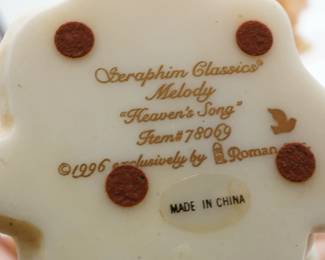 Seraphim Classics®
Melody
"Heaven's Song"
Item# 78069
©1996 exclusively by Roman
MADE IN CHINA